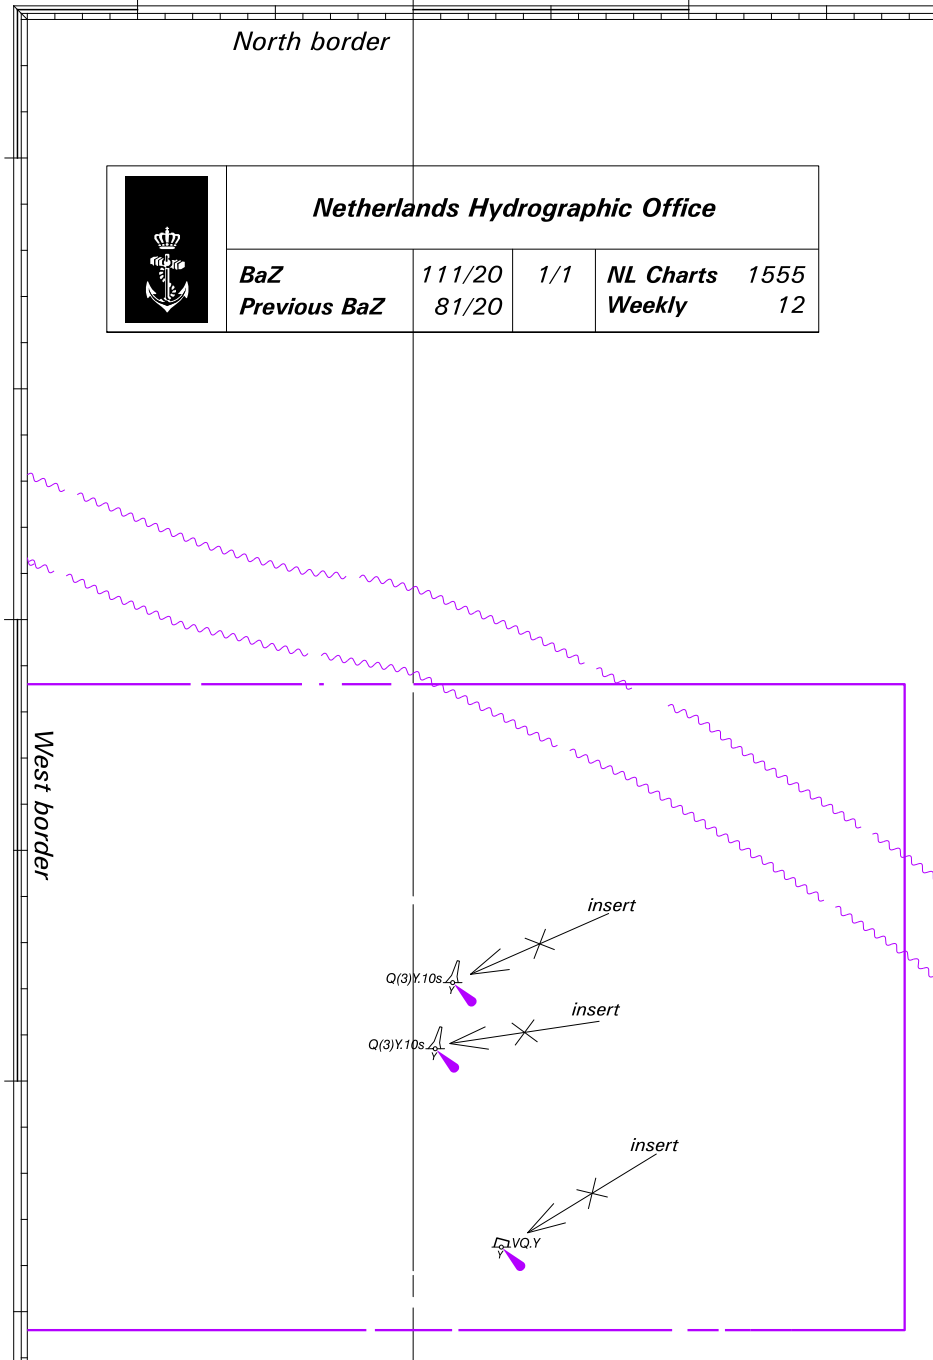 North border
Netherlands Hydrographic Office
BaZ 111/20 1/1 NL Charts 1555
Previous BaZ 81/20 Weekly 12
West border
insert
Q(3)Y.10s
Y
insert
Q(3)Y.10s
Y
insert
VQ.Y
Y